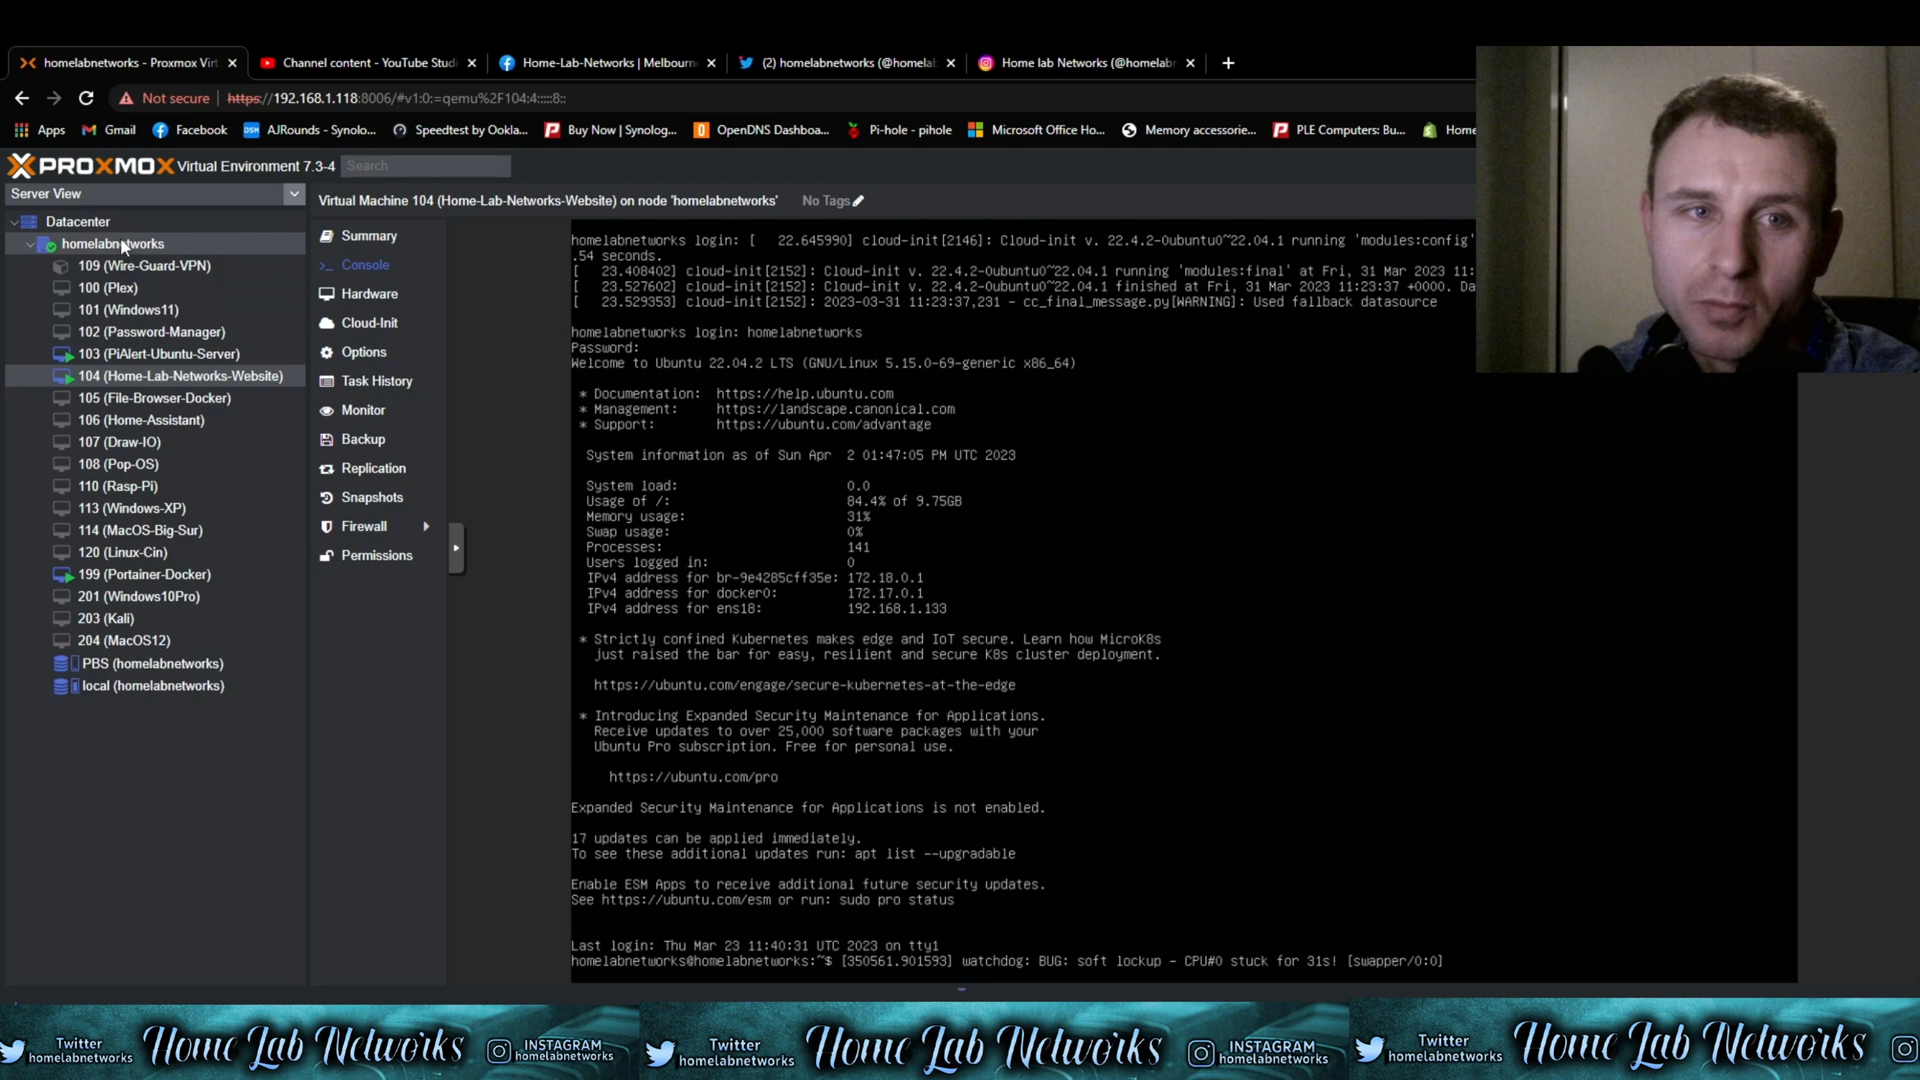 homelabnetworks - Proxmox Virt
Channel content - YouTube Studi
Home-Lab-Networks | Melbourn
(2) homelabnetworks (@homelab
Home lab Networks (@homelabn
Not secure
https://192.168.1.118:8006/#v1:0:=qemu%2F104:4:::::8::
Apps
Gmail
Facebook
AJRounds - Synolo...
Speedtest by Ookla...
Buy Now | Synolog...
OpenDNS Dashboa...
Pi-hole - pihole
Microsoft Office Ho...
Memory accessorie...
PLE Computers: Bu...
Home
PROXMOX Virtual Environment 7.3-4
Search
Server View
Datacenter
homelabnetworks
109 (Wire-Guard-VPN)
100 (Plex)
101 (Windows11)
102 (Password-Manager)
103 (PiAlert-Ubuntu-Server)
104 (Home-Lab-Networks-Website)
105 (File-Browser-Docker)
106 (Home-Assistant)
107 (Draw-IO)
108 (Pop-OS)
110 (Rasp-Pi)
113 (Windows-XP)
114 (MacOS-Big-Sur)
120 (Linux-Cin)
199 (Portainer-Docker)
201 (Windows10Pro)
203 (Kali)
204 (MacOS12)
PBS (homelabnetworks)
local (homelabnetworks)
Virtual Machine 104 (Home-Lab-Networks-Website) on node 'homelabnetworks'
No Tags
Summary
Console
Hardware
Cloud-Init
Options
Task History
Monitor
Backup
Replication
Snapshots
Firewall
Permissions
homelabnetworks login: [   22.645990] cloud-init[2146]: Cloud-init v. 22.4.2-0ubuntu0~22.04.1 running 'modules:config'
.54 seconds.
[   23.408402] cloud-init[2152]: Cloud-init v. 22.4.2-0ubuntu0~22.04.1 running 'modules:final' at Fri, 31 Mar 2023 11:
[   23.527602] cloud-init[2152]: Cloud-init v. 22.4.2-0ubuntu0~22.04.1 finished at Fri, 31 Mar 2023 11:23:37 +0000. Da
[   23.529353] cloud-init[2152]: 2023-03-31 11:23:37,231 - cc_final_message.py[WARNING]: Used fallback datasource
homelabnetworks login: homelabnetworks
Password:
Welcome to Ubuntu 22.04.2 LTS (GNU/Linux 5.15.0-69-generic x86_64)
* Documentation:  https://help.ubuntu.com
* Management:     https://landscape.canonical.com
* Support:        https://ubuntu.com/advantage
System information as of Sun Apr  2 01:47:05 PM UTC 2023
System load:                      0.0
Usage of /:                       84.4% of 9.75GB
Memory usage:                     31%
Swap usage:                       0%
Processes:                        141
Users logged in:                  0
IPv4 address for br-9e4285cff35e: 172.18.0.1
IPv4 address for docker0:         172.17.0.1
IPv4 address for ens18:           192.168.1.133
* Strictly confined Kubernetes makes edge and IoT secure. Learn how MicroK8s
just raised the bar for easy, resilient and secure K8s cluster deployment.
https://ubuntu.com/engage/secure-kubernetes-at-the-edge
* Introducing Expanded Security Maintenance for Applications.
Receive updates to over 25,000 software packages with your
Ubuntu Pro subscription. Free for personal use.
https://ubuntu.com/pro
Expanded Security Maintenance for Applications is not enabled.
17 updates can be applied immediately.
To see these additional updates run: apt list --upgradable
Enable ESM Apps to receive additional future security updates.
See https://ubuntu.com/esm or run: sudo pro status
Last login: Thu Mar 23 11:40:31 UTC 2023 on tty1
homelabnetworks@homelabnetworks:~$ [350561.901593] watchdog: BUG: soft lockup - CPU#0 stuck for 31s! [swapper/0:0]
Twitter
homelabnetworks
Home Lab Networks
INSTAGRAM
homelabnetworks
Twitter
homelabnetworks
Home Lab Networks
INSTAGRAM
homelabnetworks
Twitter
homelabnetworks
Home Lab Networks